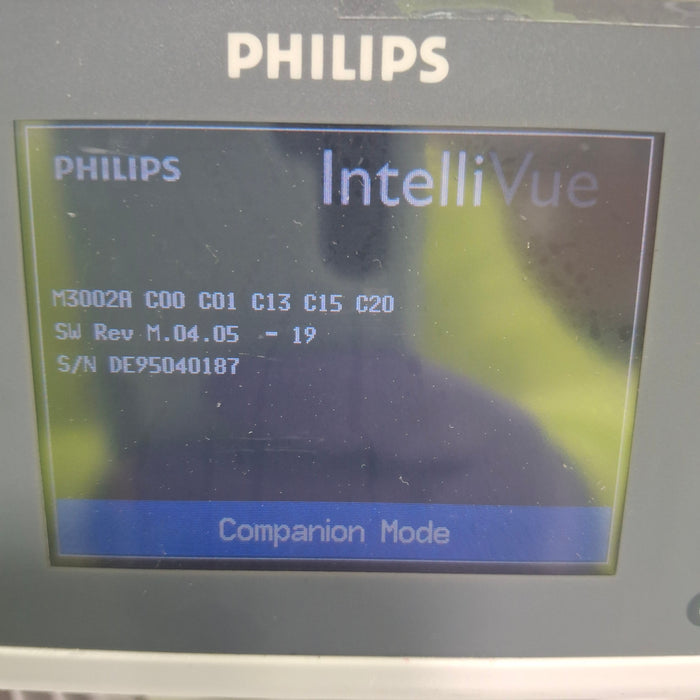 PHILIPS
PHILIPS IntelliVue
M3002A C00 C01 C13 C15 C20
SW Rev M.04.05 - 19
S/N DE95040187
Companion Mode